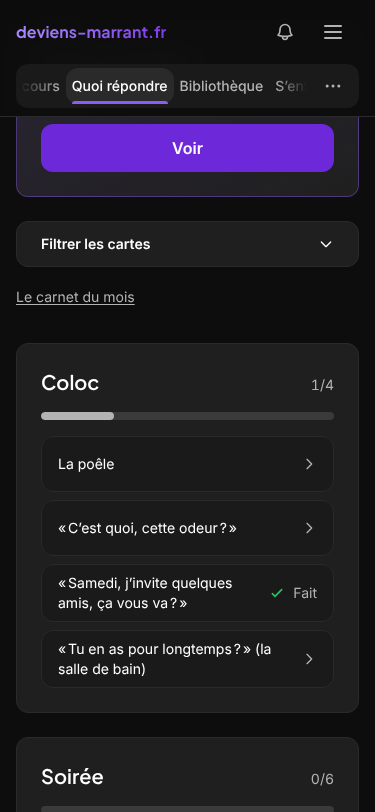 deviens-marrant.fr
cours Quoi répondre Bibliothèque S'en ...
Voir
Filtrer les cartes
Le carnet du mois
Coloc 1/4
La poêle
« C'est quoi, cette odeur ? »
« Samedi, j'invite quelques
amis, ça vous va ? » Fait
« Tu en as pour longtemps ? » (la
salle de bain)
Soirée 0/6